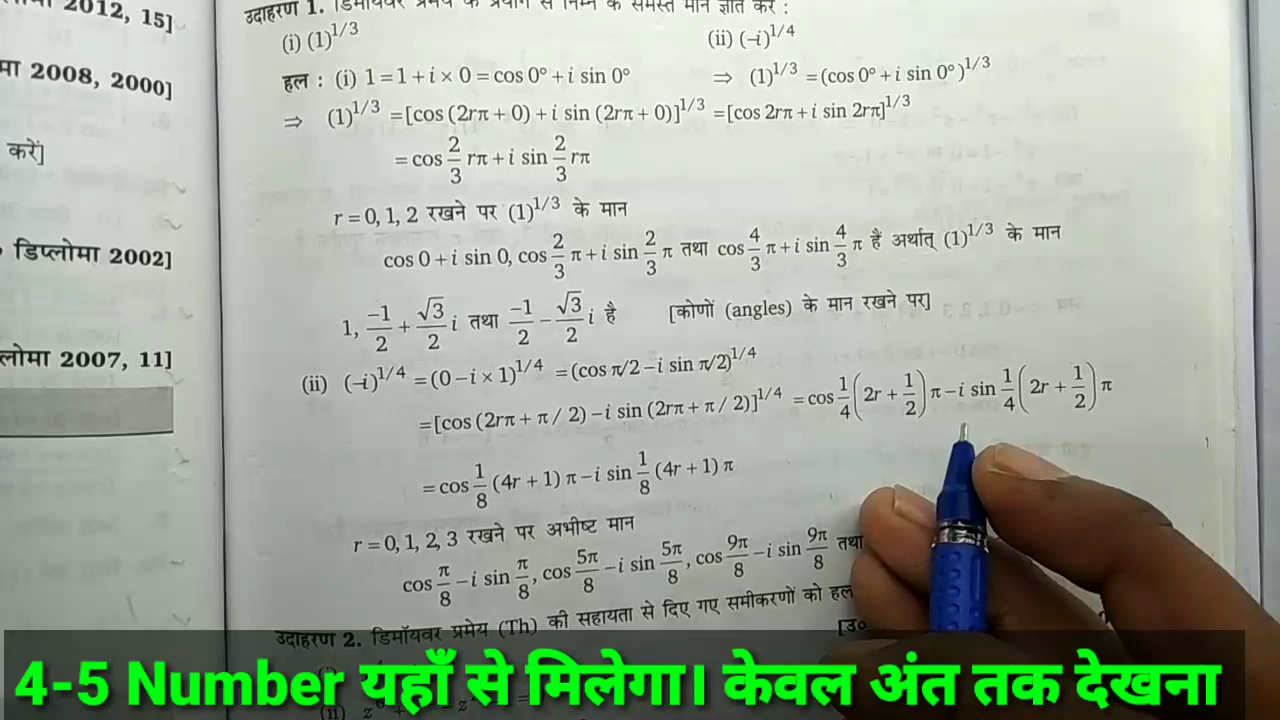 2012, 15]
मा 2008, 2000]
करें]
डिप्लोमा 2002]
लोमा 2007, 11]
उदाहरण 1. डिमॉयवर प्रमेय के प्रयोग से निम्न के समस्त मान ज्ञात करें :
(i) (1)^{1/3} (ii) (–i)^{1/4}
हल : (i) 1 = 1 + i × 0 = cos 0° + i sin 0° ⇒ (1)^{1/3} = (cos 0° + i sin 0°)^{1/3}
⇒ (1)^{1/3} = [cos (2rπ + 0) + i sin (2rπ + 0)]^{1/3} = [cos 2rπ + i sin 2rπ]^{1/3}
= cos 2/3 rπ + i sin 2/3 rπ
r = 0, 1, 2 रखने पर (1)^{1/3} के मान
cos 0 + i sin 0, cos 2/3 π + i sin 2/3 π तथा cos 4/3 π + i sin 4/3 π हैं अर्थात् (1)^{1/3} के मान
1, –1/2 + √3/2 i तथा –1/2 – √3/2 i है [कोणों (angles) के मान रखने पर]
(ii) (–i)^{1/4} = (0 – i × 1)^{1/4} = (cos π/2 – i sin π/2)^{1/4}
= [cos (2rπ + π / 2) – i sin (2rπ + π / 2)]^{1/4} = cos 1/4 (2r + 1/2) π – i sin 1/4 (2r + 1/2) π
= cos 1/8 (4r + 1) π – i sin 1/8 (4r + 1) π
r = 0, 1, 2, 3 रखने पर अभीष्ट मान
cos π/8 – i sin π/8, cos 5π/8 – i sin 5π/8, cos 9π/8 – i sin 9π/8 तथा
उदाहरण 2. डिमॉयवर प्रमेय (Th) की सहायता से दिए गए समीकरणों को हल
[उ०
4-5 Number यहाँ से मिलेगा। केवल अंत तक देखना